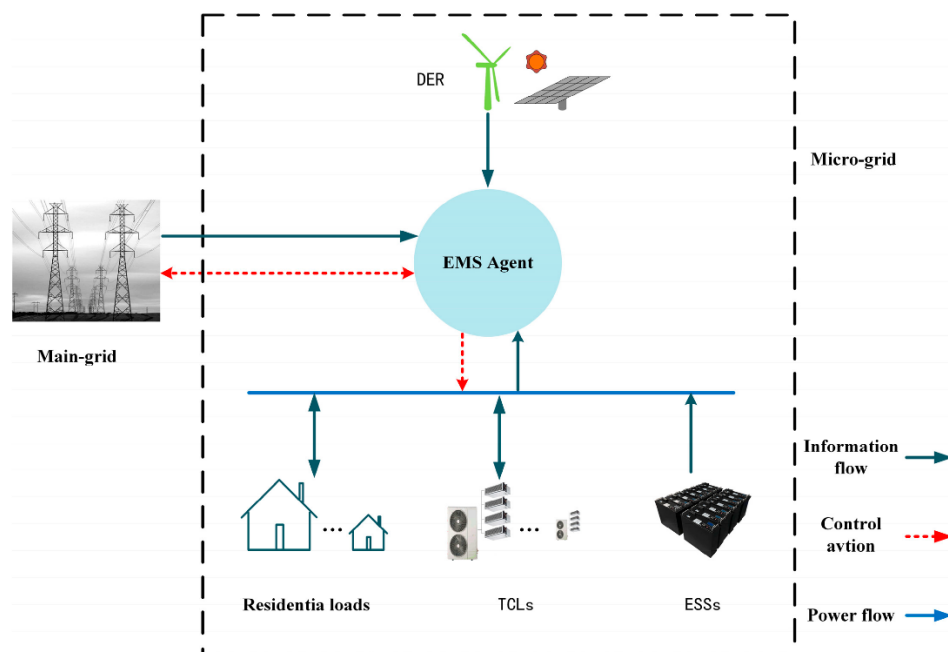 DER
Micro-grid
EMS Agent
Main-grid
Information
flow
Control
avtion
Residentia loads
TCLs
ESSs
Power flow